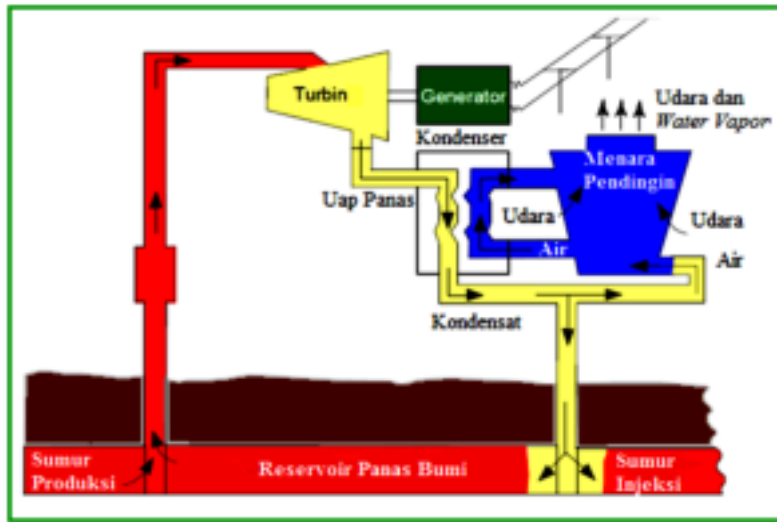 Turbin
Generator
Udara dan
Water Vapor
Kondenser
Menara
Pendingin
Uap Panas
Udara
Udara
Air
Air
Kondensat
Sumur
Produksi
Reservoir Panas Bumi
Sumur
Injeksi